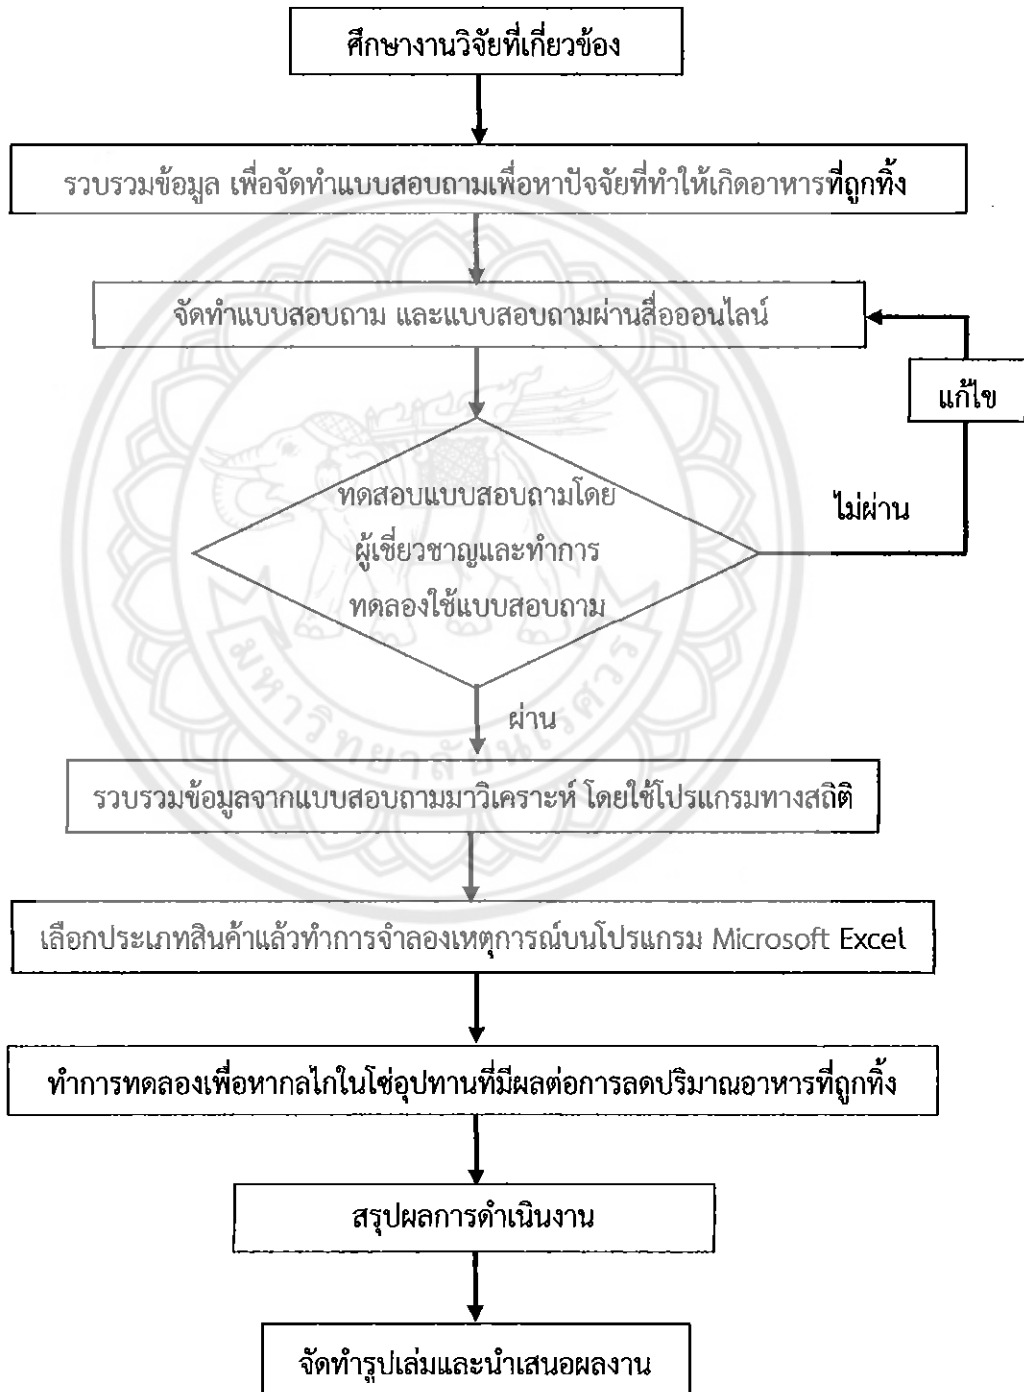 ศึกษางานวิจัยที่เกี่ยวข้อง
รวบรวมข้อมูล เพื่อจัดทำแบบสอบถามเพื่อหาปัจจัยที่ทำให้เกิดอาหารที่ถูกทิ้ง
จัดทำแบบสอบถาม และแบบสอบถามผ่านสื่อออนไลน์
แก้ไข
ทดสอบแบบสอบถามโดย
ผู้เชี่ยวชาญและทำการ
ทดลองใช้แบบสอบถาม
ไม่ผ่าน
ผ่าน
มหาวิทยาลัยนเรศวร
รวบรวมข้อมูลจากแบบสอบถามมาวิเคราะห์ โดยใช้โปรแกรมทางสถิติ
เลือกประเภทสินค้าแล้วทำการจำลองเหตุการณ์บนโปรแกรม Microsoft Excel
ทำการทดลองเพื่อหากลไกในโซ่อุปทานที่มีผลต่อการลดปริมาณอาหารที่ถูกทิ้ง
สรุปผลการดำเนินงาน
จัดทำรูปเล่มและนำเสนอผลงาน